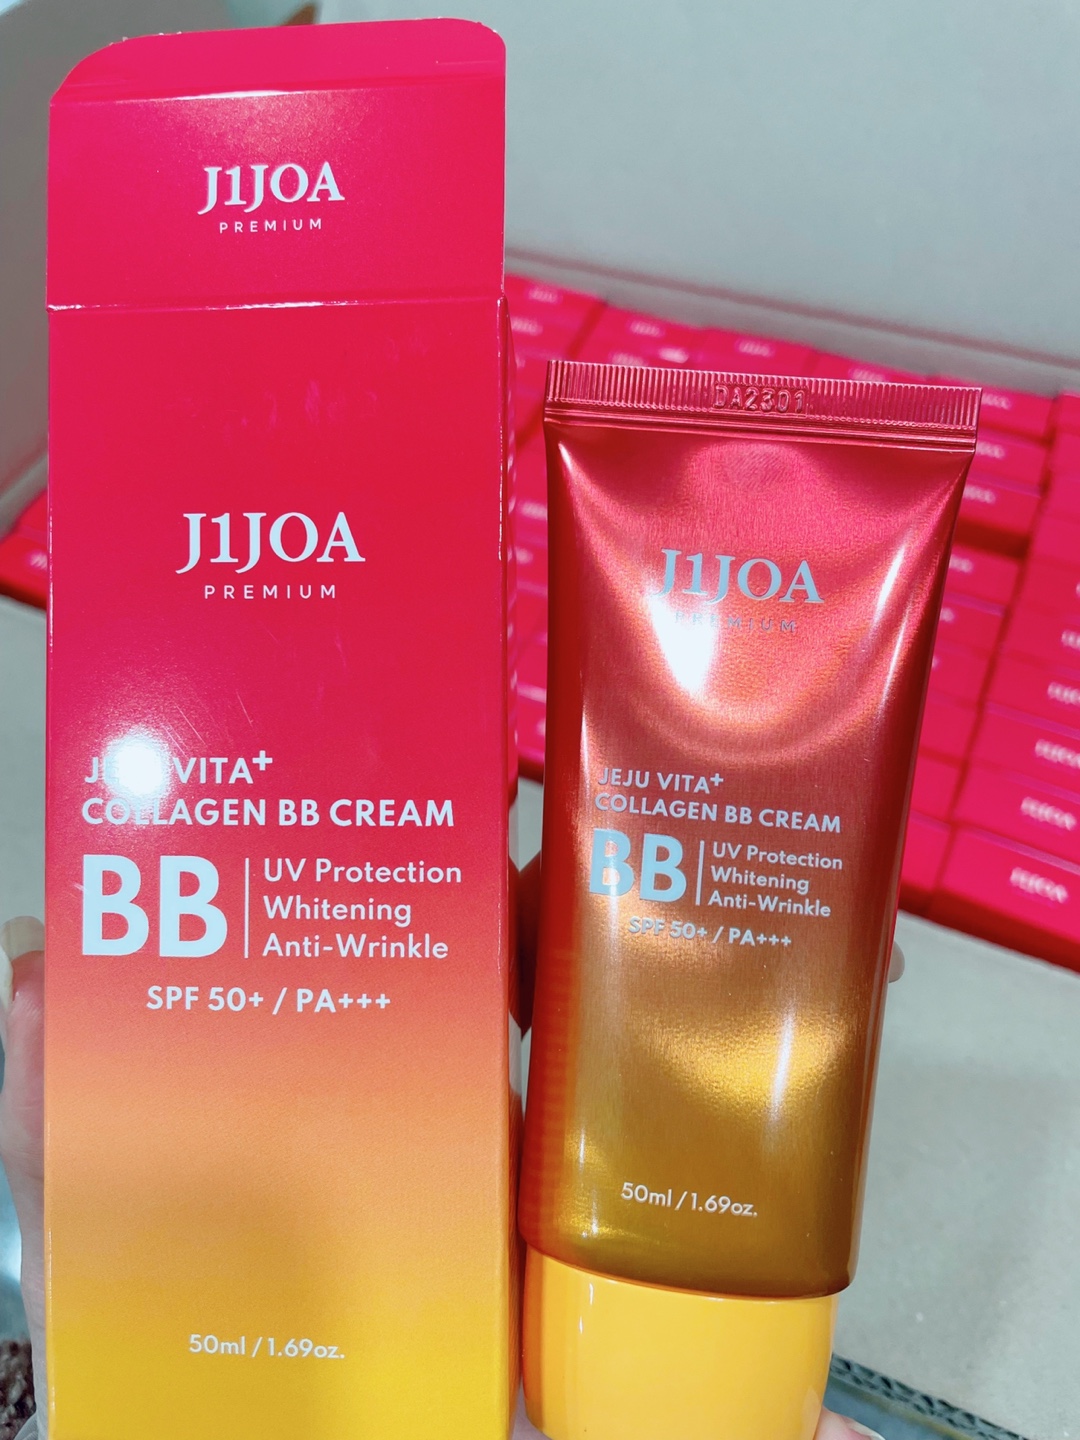 J1JOA
PREMIUM
J1JOA
PREMIUM
VITA+
COLLAGEN BB CREAM
BB
UV Protection
Whitening
Anti-Wrinkle
SPF 50+ / PA+++
50ml / 1.69oz.
DA2301
J1JOA
PREMIUM
JEJU VITA+
COLLAGEN BB CREAM
BB
UV Protection
Whitening
Anti-Wrinkle
SPF 50+ / PA+++
50ml / 1.69oz.